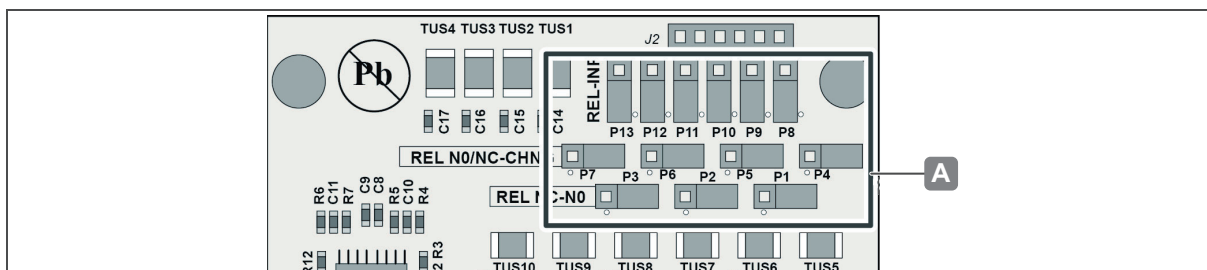 TUS4 TUS3 TUS2 TUS1
J2
Pb
REL-INP
C17
C16
C15
C14
P13 P12 P11 P10 P9 P8
REL N0/NC-CHN
P7 P3 P6 P2 P5 P1 P4
A
REL NC-N0
R6
C11
R7
C9
C8
R5
C10
R4
R12
R3
TUS10 TUS9 TUS8 TUS7 TUS6 TUS5